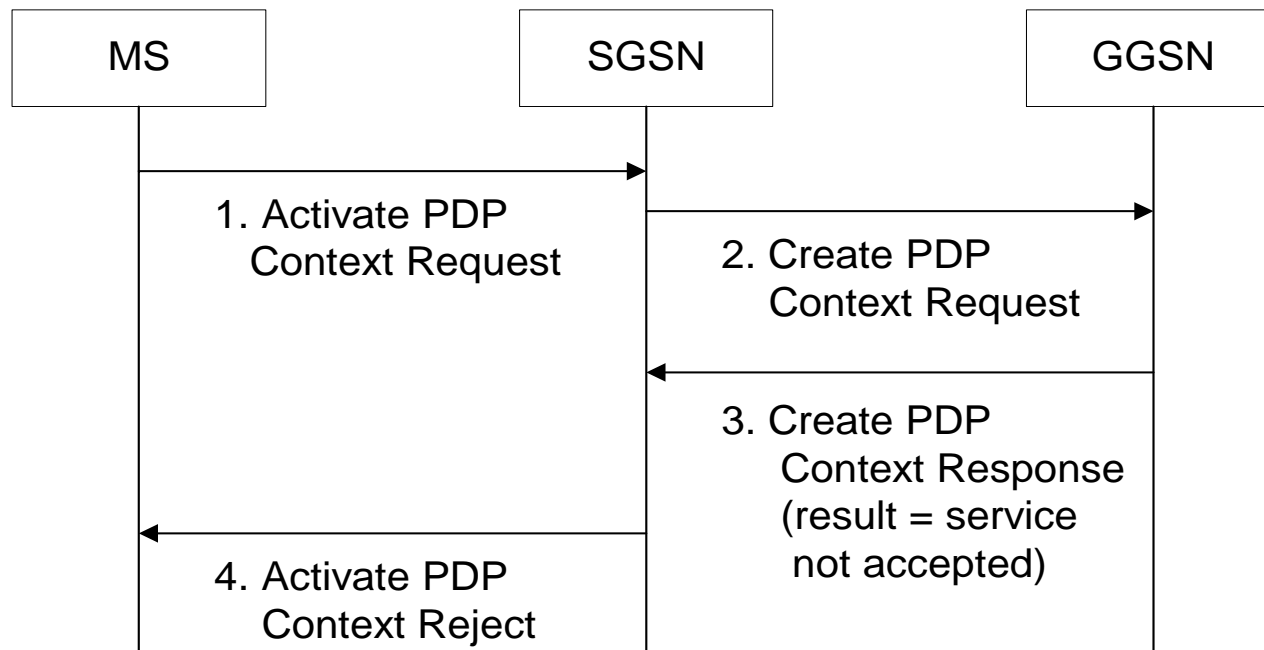 MS
SGSN
GGSN
1. Activate PDP
Context Request
2. Create PDP
Context Request
3. Create PDP
Context Response
(result = service
not accepted)
4. Activate PDP
Context Reject